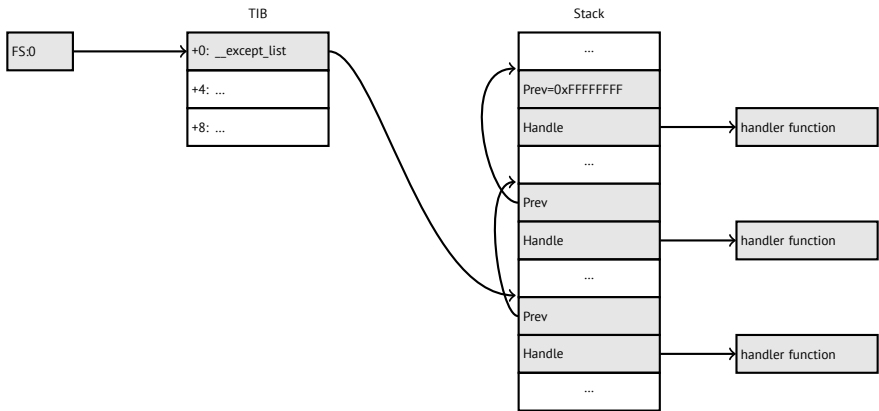 TIB
Stack
FS:0
+0: __except_list
+4: ...
+8: ...
...
Prev=0xFFFFFFFF
Handle
handler function
...
Prev
Handle
handler function
...
Prev
Handle
handler function
...